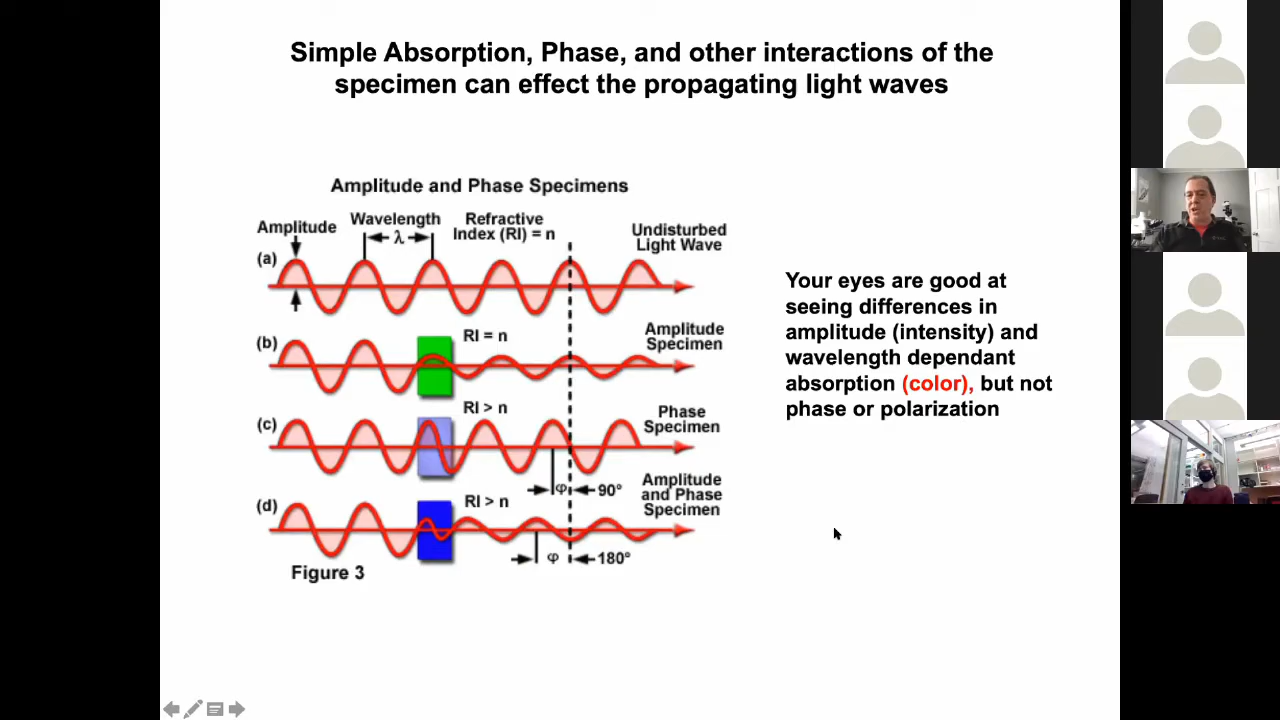 Simple Absorption, Phase, and other interactions of the
specimen can effect the propagating light waves
Amplitude and Phase Specimens
Amplitude
Wavelength
λ
Refractive
Index (RI) = n
Undisturbed
Light Wave
(a)
(b)
RI = n
Amplitude
Specimen
(c)
RI > n
Phase
Specimen
φ
90°
(d)
RI > n
Amplitude
and Phase
Specimen
φ
180°
Figure 3
Your eyes are good at
seeing differences in
amplitude (intensity) and
wavelength dependant
absorption (color), but not
phase or polarization